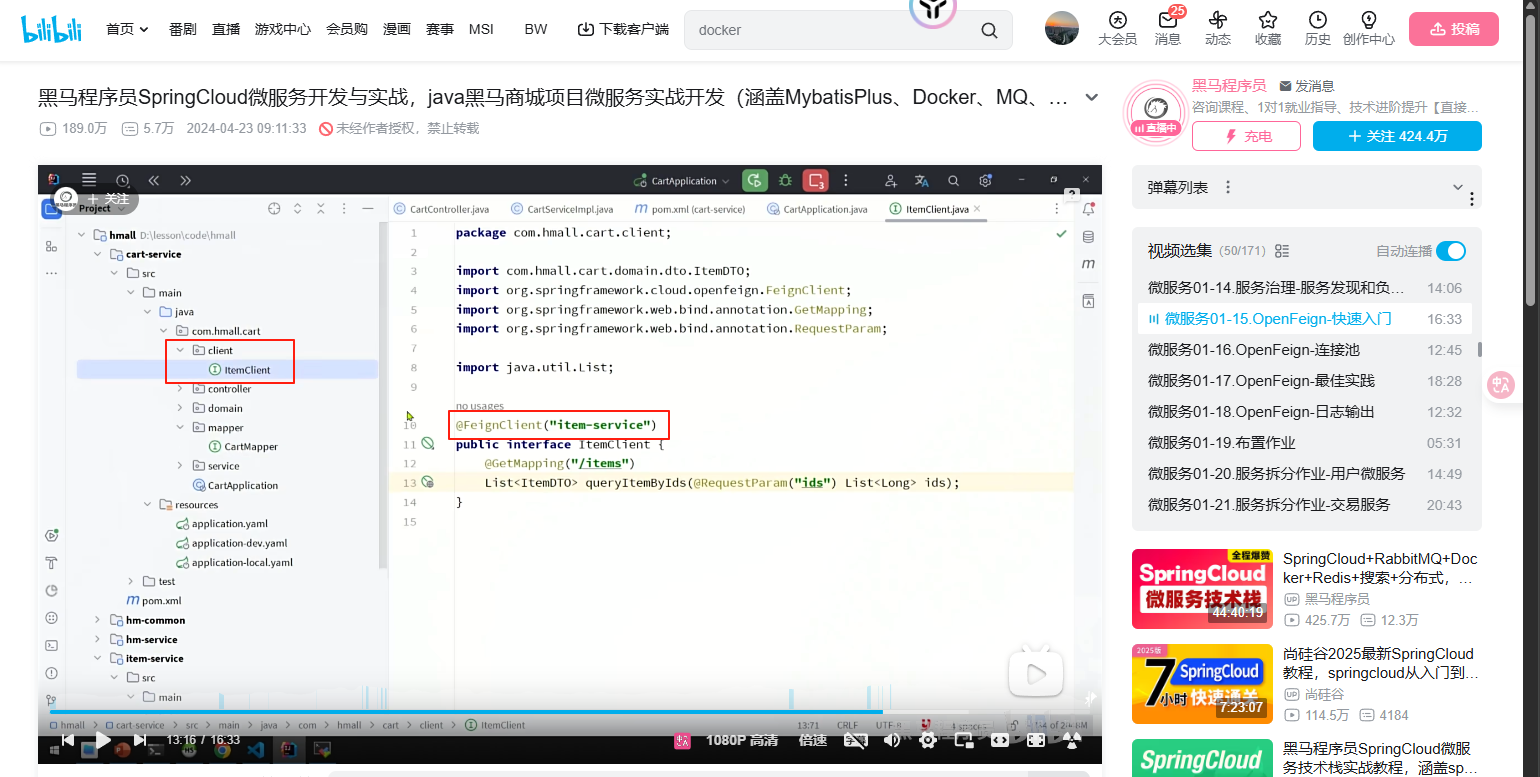 bilibili
首页 番剧 直播 游戏中心 会员购 漫画 赛事 MSI BW 下载客户端
docker
25
大会员 消息 动态 收藏 历史 创作中心 投稿
黑马程序员SpringCloud微服务开发与实战，java黑马商城项目微服务实战开发（涵盖MybatisPlus、Docker、MQ、…
189.0万 5.7万 2024-04-23 09:11:33 未经作者授权，禁止转载
黑马程序员 发消息
咨询课程、1对1就业指导、技术进阶提升【直接…
直播中
充电
+ 关注 424.4万
CartApplication
3
+ 关注
Project
CartController.java CartServiceImpl.java pom.xml (cart-service) CartApplication.java ItemClient.java
hmall D:\lesson\code\hmall
cart-service
src
main
java
com.hmall.cart
client
ItemClient
controller
domain
mapper
CartMapper
service
CartApplication
resources
application.yaml
application-dev.yaml
application-local.yaml
test
pom.xml
hm-common
hm-service
item-service
src
main
1 package com.hmall.cart.client;
2
3 import com.hmall.cart.domain.dto.ItemDTO;
4 import org.springframework.cloud.openfeign.FeignClient;
5 import org.springframework.web.bind.annotation.GetMapping;
6 import org.springframework.web.bind.annotation.RequestParam;
7
8 import java.util.List;
9
no usages
10 @FeignClient("item-service")
11 public interface ItemClient {
12 @GetMapping("/items")
13 List<ItemDTO> queryItemByIds(@RequestParam("ids") List<Long> ids);
14 }
15
hmall > cart-service > src > main > java > com > hmall > cart > client > ItemClient
13:71 CRLF UTF-8 4 spaces
13:16 / 16:33
1080P 高清 倍速
弹幕列表
视频选集 (50/171) 自动连播
微服务01-14.服务治理-服务发现和负… 14:06
微服务01-15.OpenFeign-快速入门 16:33
微服务01-16.OpenFeign-连接池 12:45
微服务01-17.OpenFeign-最佳实践 18:28
微服务01-18.OpenFeign-日志输出 12:32
微服务01-19.布置作业 05:31
微服务01-20.服务拆分作业-用户微服务 14:49
微服务01-21.服务拆分作业-交易服务 20:43
全程爆赞
SpringCloud
微服务技术栈
44:40:19
SpringCloud+RabbitMQ+Docker+Redis+搜索+分布式，…
UP 黑马程序员
425.7万 12.3万
2025版
7小时
SpringCloud
快速通关
7:23:07
尚硅谷2025最新SpringCloud
教程，springcloud从入门到…
UP 尚硅谷
114.5万 4184
SpringCloud
黑马程序员SpringCloud微服
务技术栈实战教程，涵盖sp…